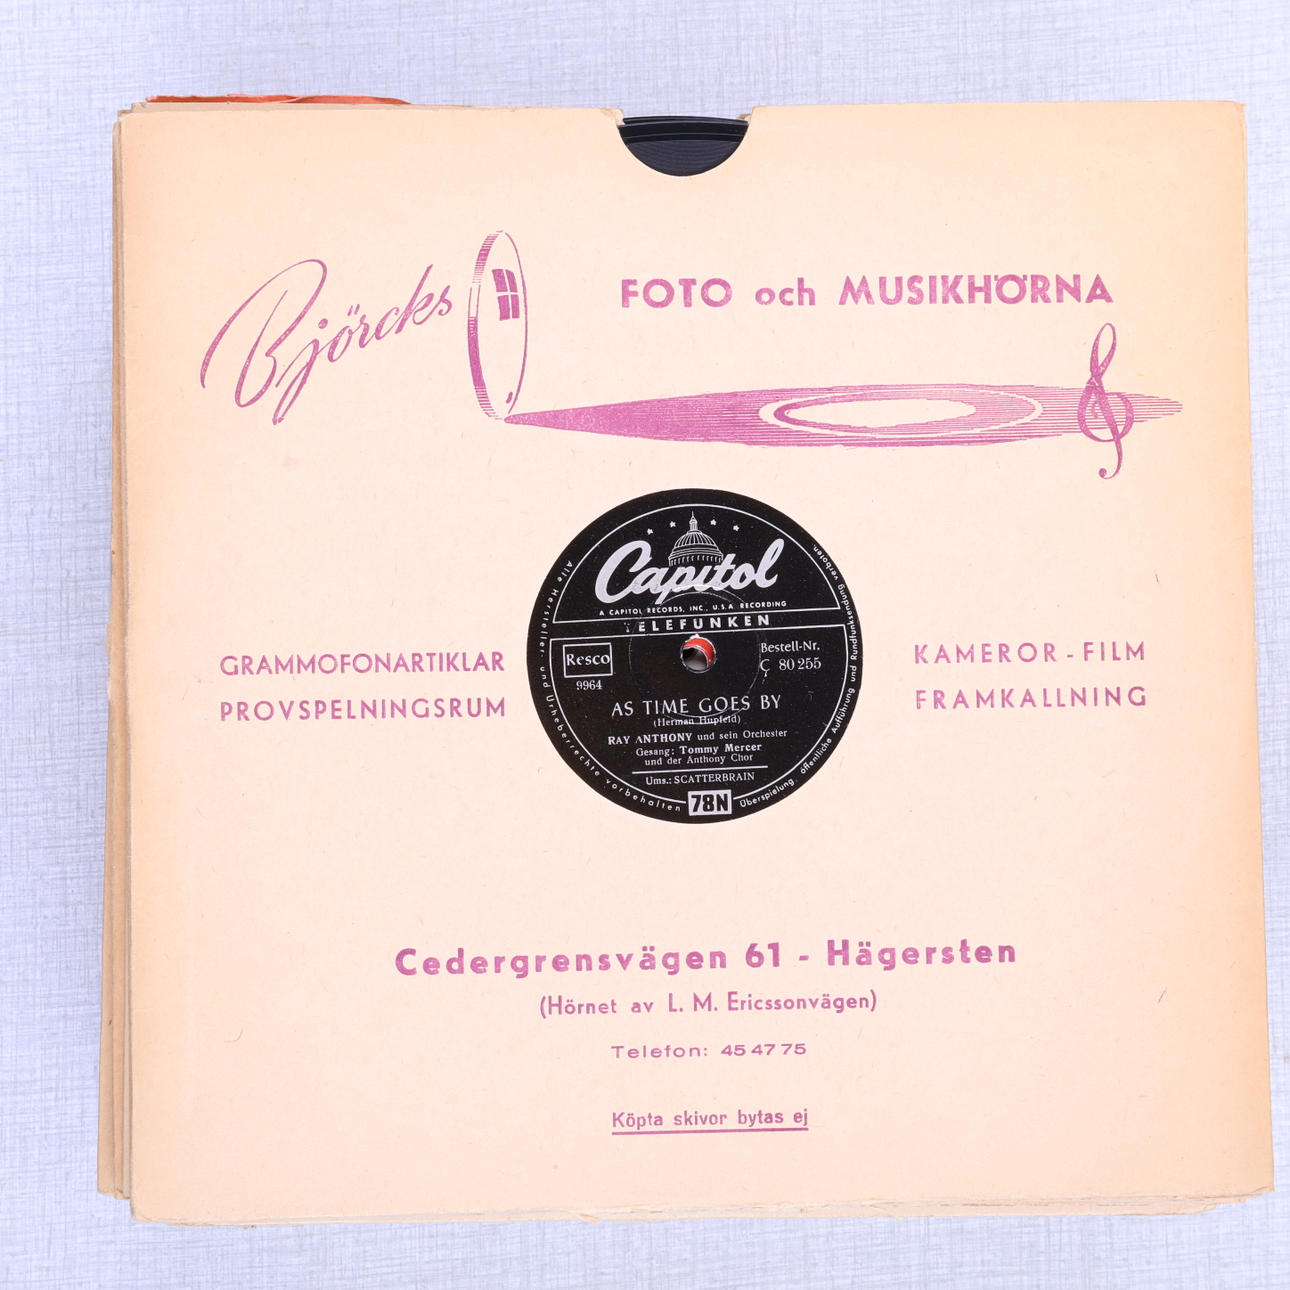 Björcks
FOTO och MUSIKHÖRNA
GRAMMOFONARTIKLAR
PROVSPELNINGSRUM
KAMEROR - FILM
FRAMKALLNING
Capitol
A CAPITOL RECORDS, INC., U.S.A. RECORDING
TELEFUNKEN
Resco
9964
Bestell-Nr.
C 80 255
AS TIME GOES BY
(Herman Hupfeld)
RAY ANTHONY und sein Orchester
Gesang: Tommy Mercer
und der Anthony Chor
Ums.: SCATTERBRAIN
78N
Alle Hersteller- und Urheberrechte vorbehalten
Überspielung, öffentliche Aufführung und Rundfunksendung verboten.
Cedergrensvägen 61 - Hägersten
(Hörnet av L. M. Ericssonvägen)
Telefon: 45 47 75
Köpta skivor bytas ej